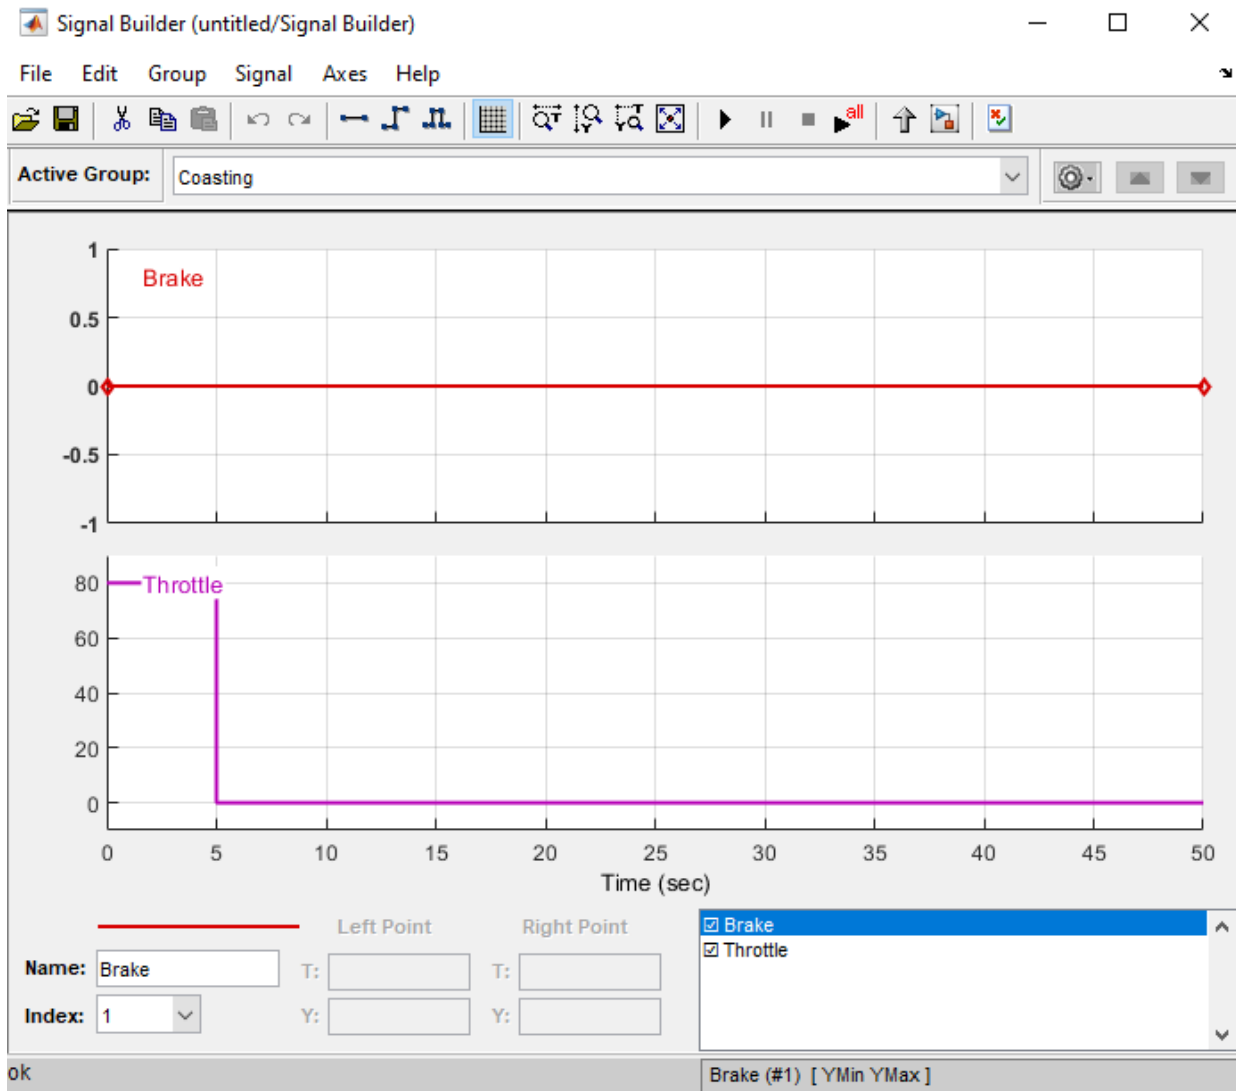 Signal Builder (untitled/Signal Builder)
File Edit Group Signal Axes Help
all
Active Group: Coasting
1
Brake
0.5
0
-0.5
-1
80
Throttle
60
40
20
0
0 5 10 15 20 25 30 35 40 45 50
Time (sec)
Left Point Right Point
Brake
Throttle
Name: Brake T: T:
Index: 1 Y: Y:
ok
Brake (#1) [ YMin YMax ]